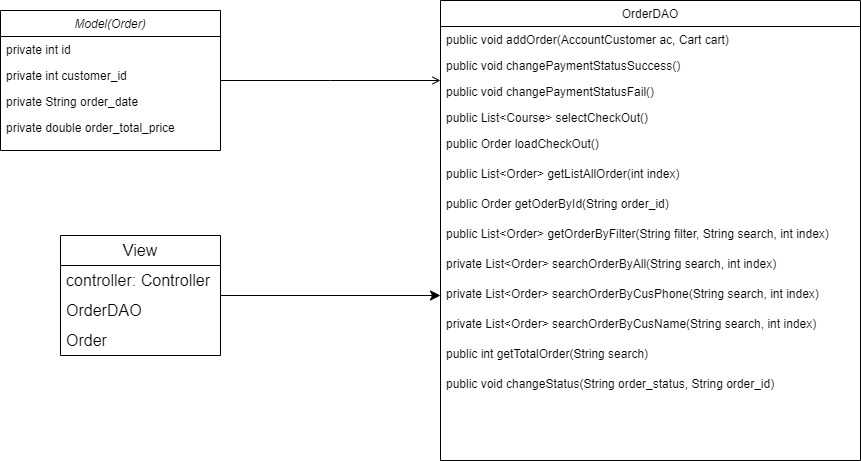 Model(Order)
private int id
private int customer_id
private String order_date
private double order_total_price
View
controller: Controller
OrderDAO
Order
OrderDAO
public void addOrder(AccountCustomer ac, Cart cart)
public void changePaymentStatusSuccess()
public void changePaymentStatusFail()
public List<Course> selectCheckOut()
public Order loadCheckOut()
public List<Order> getListAllOrder(int index)
public Order getOderById(String order_id)
public List<Order> getOrderByFilter(String filter, String search, int index)
private List<Order> searchOrderByAll(String search, int index)
private List<Order> searchOrderByCusPhone(String search, int index)
private List<Order> searchOrderByCusName(String search, int index)
public int getTotalOrder(String search)
public void changeStatus(String order_status, String order_id)